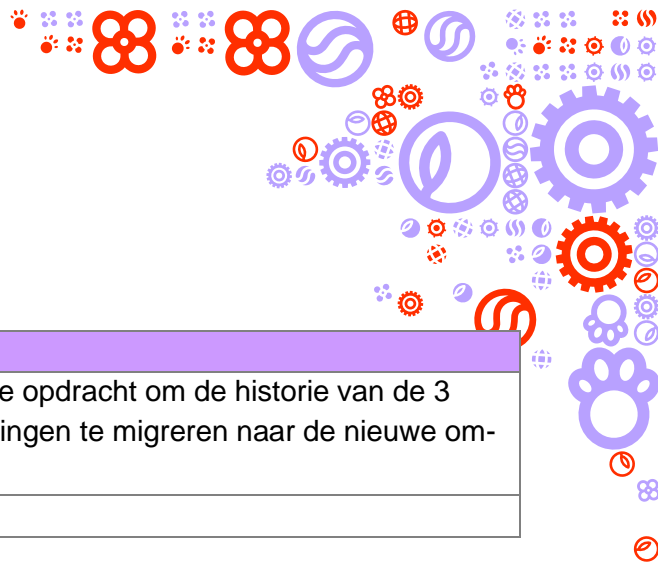 e opdracht om de historie van de 3
ingen te migreren naar de nieuwe om-